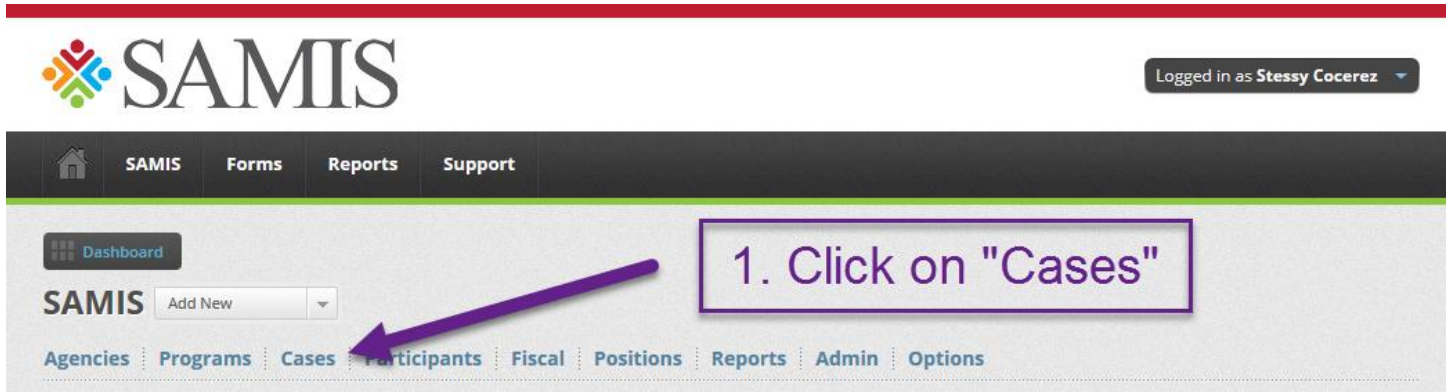 SAMIS
Logged in as Stessy Cocerez
SAMIS Forms Reports Support
Dashboard
1. Click on "Cases"
SAMIS Add New
Agencies Programs Cases Participants Fiscal Positions Reports Admin Options